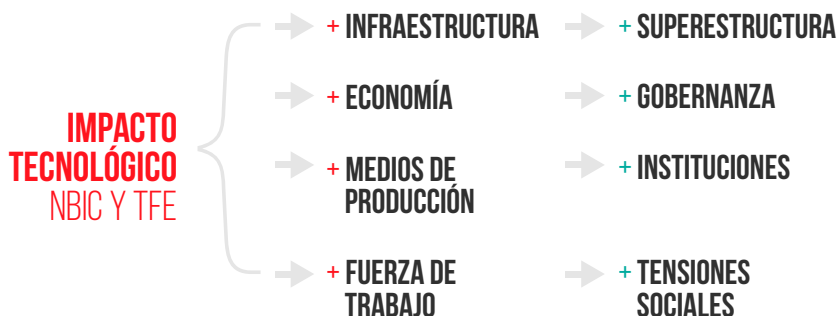 IMPACTO
TECNOLÓGICO
NBIC Y TFE
+ INFRAESTRUCTURA
+ SUPERESTRUCTURA
+ ECONOMÍA
+ GOBERNANZA
+ MEDIOS DE
PRODUCCIÓN
+ INSTITUCIONES
+ FUERZA DE
TRABAJO
+ TENSIONES
SOCIALES